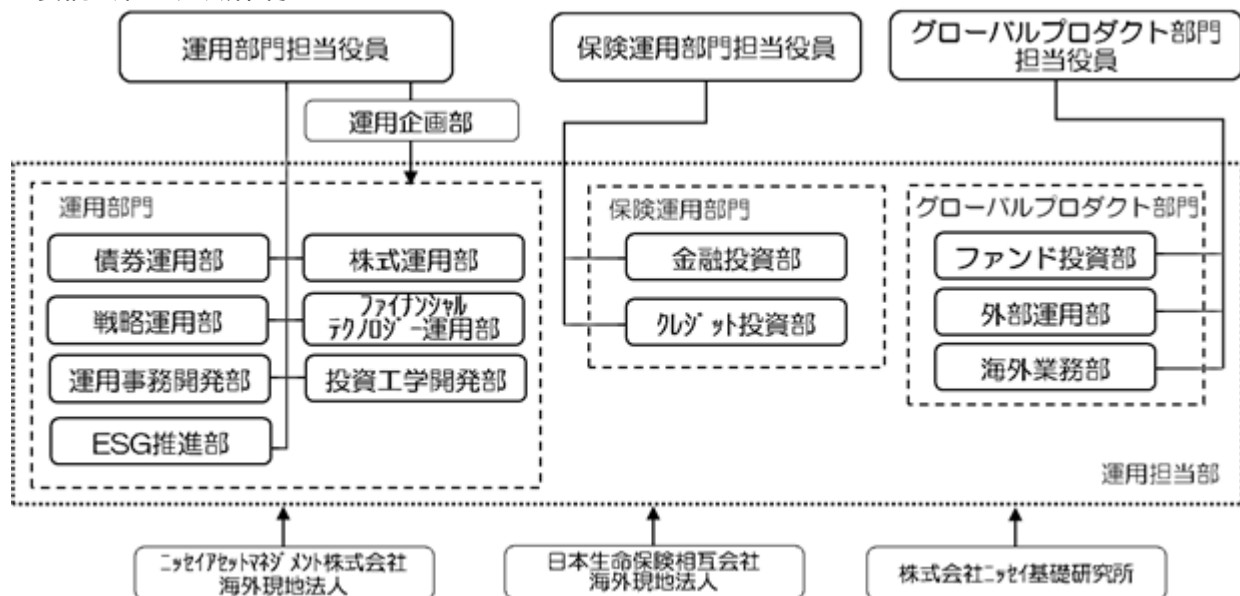 運用部門担当役員
保険運用部門担当役員
グローバルプロダクト部門
担当役員
運用企画部
運用部門
債券運用部
株式運用部
戦略運用部
ファイナンシャル
テクノロジー運用部
運用事務開発部
投資工学開発部
ESG推進部
保険運用部門
金融投資部
クレジット投資部
グローバルプロダクト部門
ファンド投資部
外部運用部
海外業務部
運用担当部
ニッセイアセットマネジメント株式会社
海外現地法人
日本生命保険相互会社
海外現地法人
株式会社ニッセイ基礎研究所